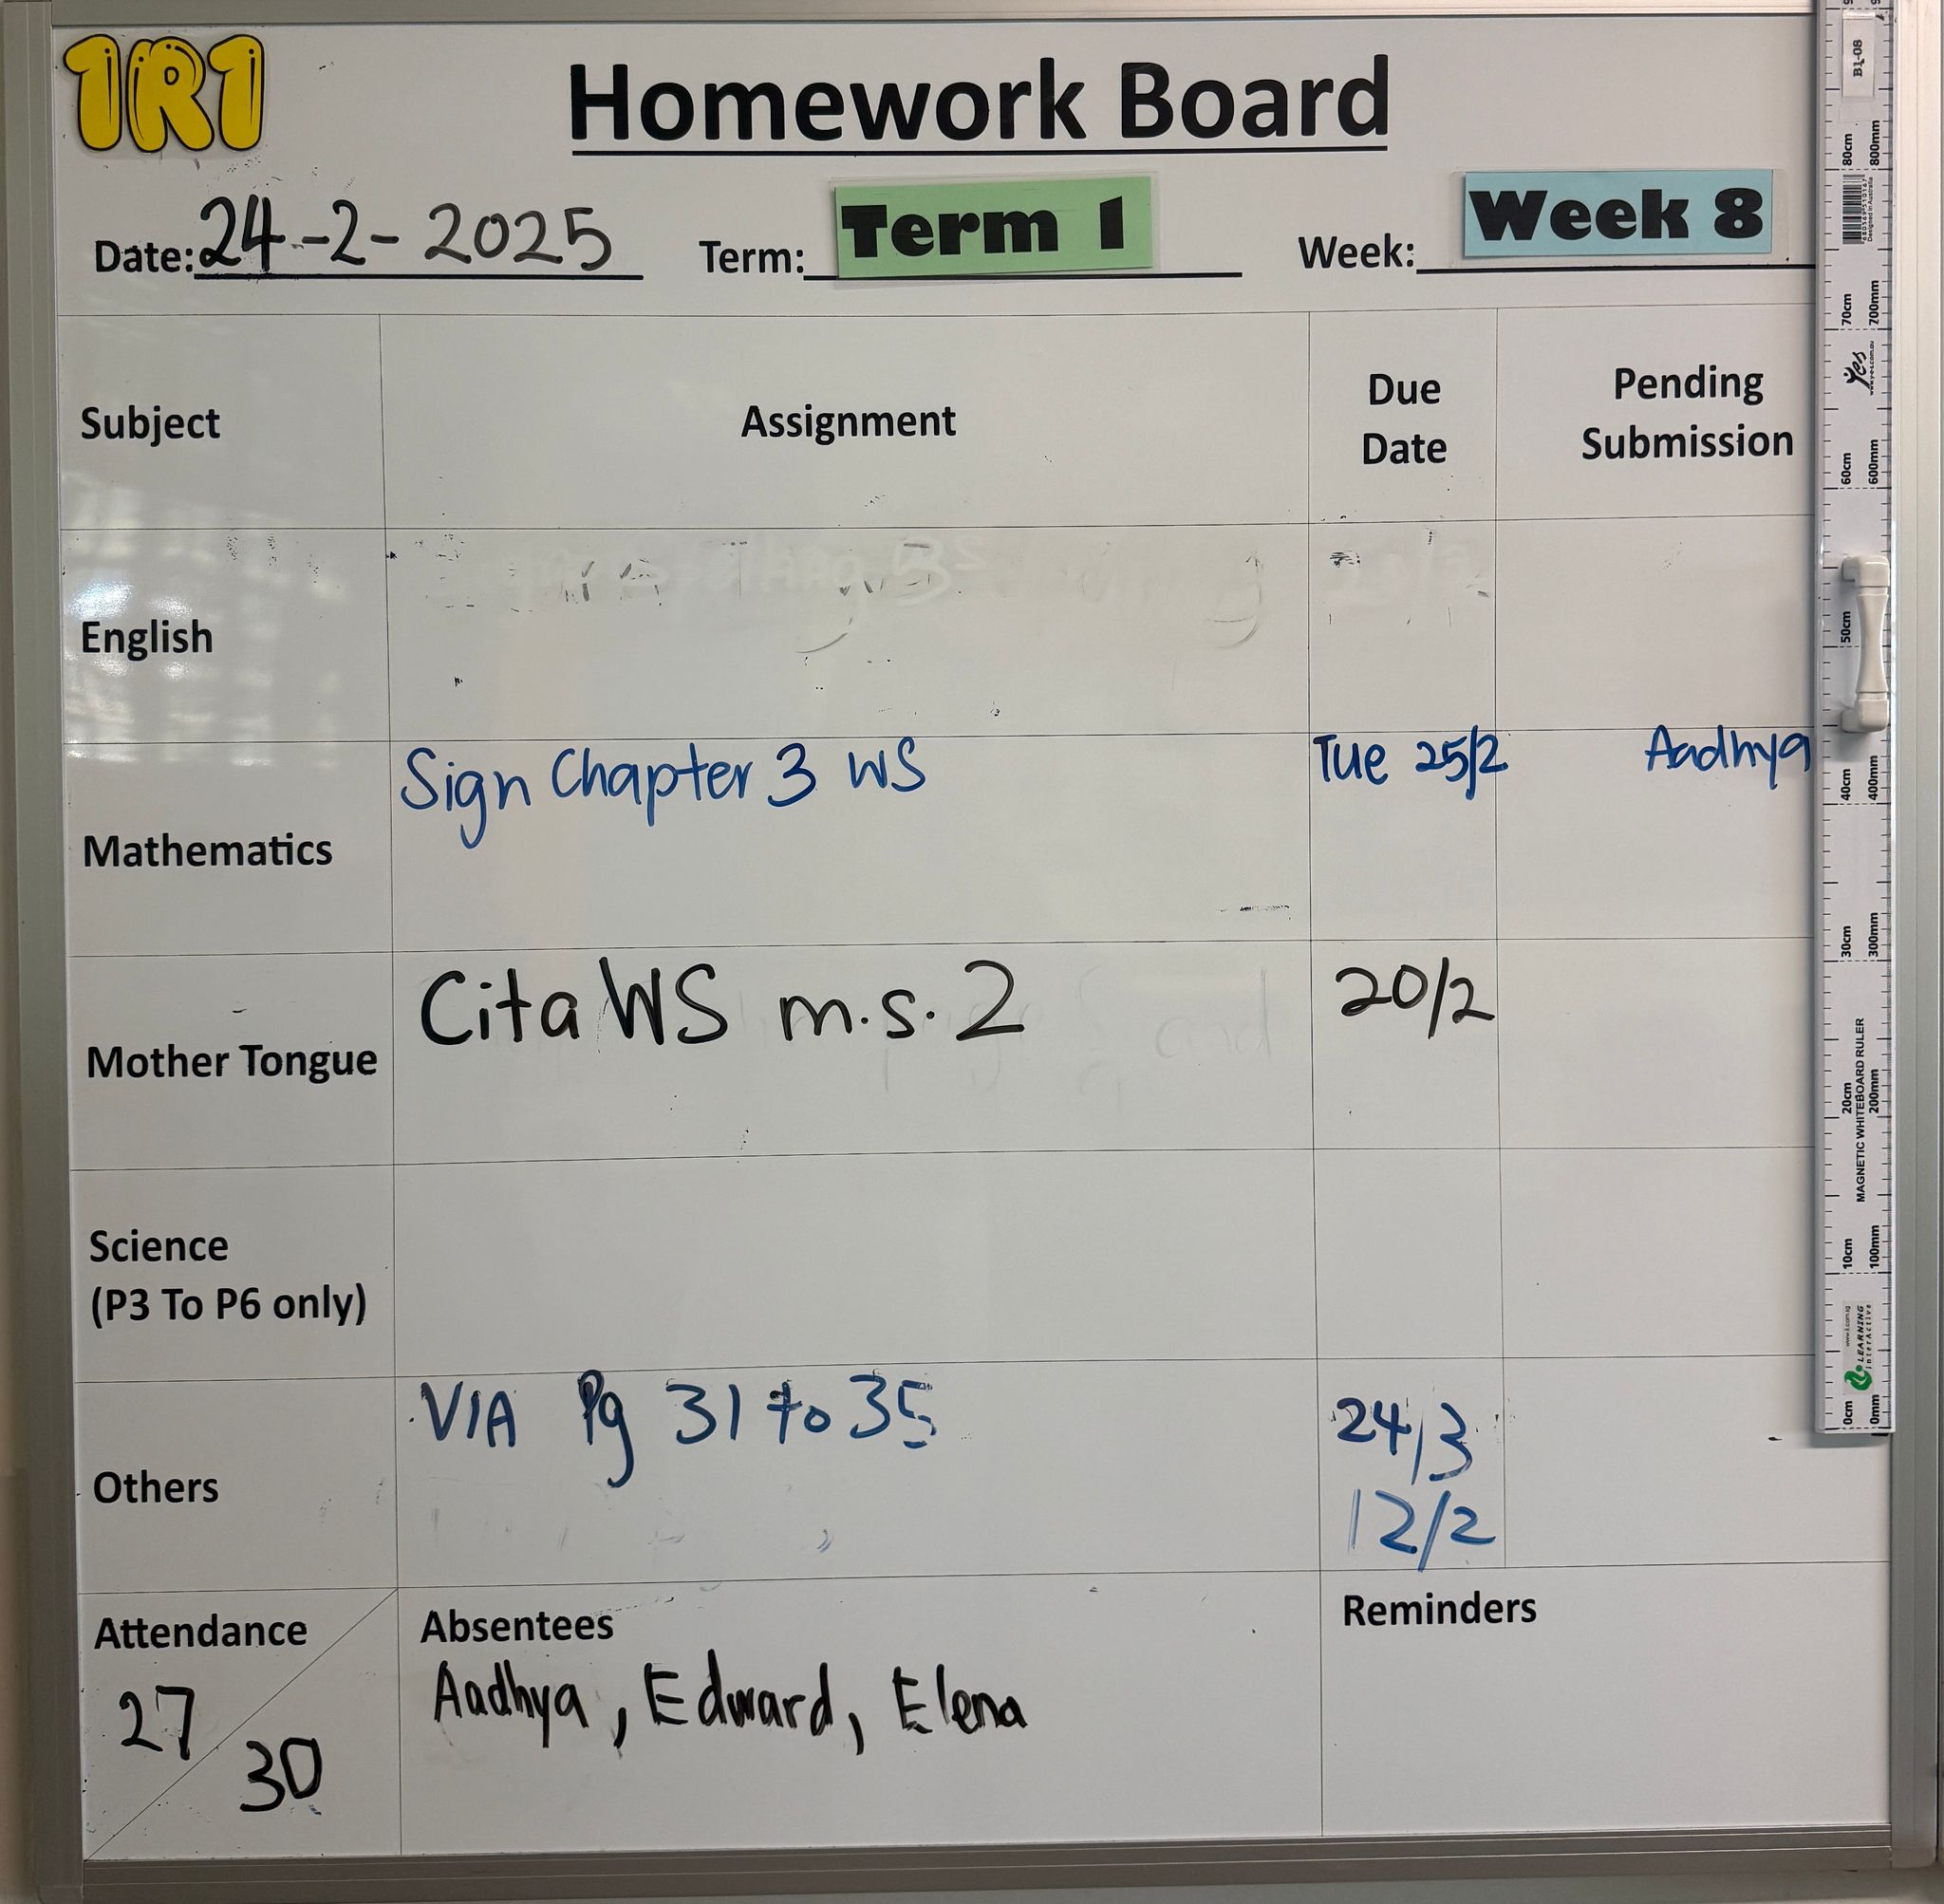 1R1
Homework Board
Date: 24-2-2025 Term: Term 1 Week: Week 8
Subject Assignment Due Date Pending Submission
English
Mathematics Sign Chapter 3 WS Tue 25/2 Aadhya
Mother Tongue Cita WS m.s. 2 20/2
Science
(P3 To P6 only)
Others VIA Pg 31 to 35 24/3
12/2
Attendance Absentees Reminders
27 Aadhya, Edward, Elena
30
B1-08
80cm 800mm
70cm 700mm
yes
60cm 600mm
50cm
40cm 400mm
30cm 300mm
MAGNETIC WHITEBOARD RULER
20cm 200mm
10cm 100mm
LEARNING
interActive
0cm 0mm